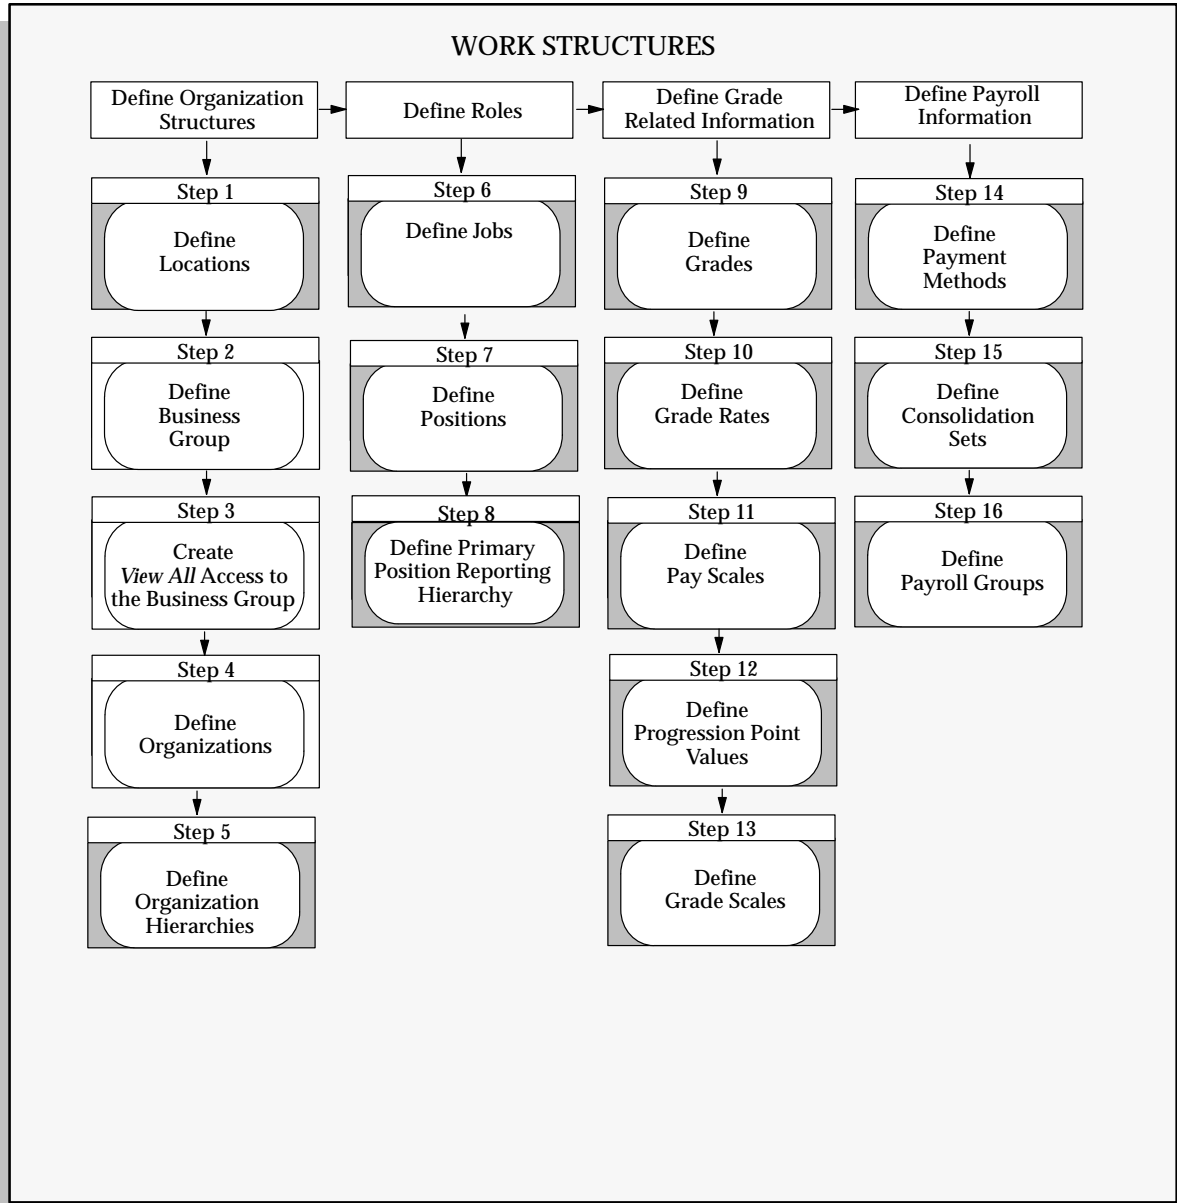 WORK STRUCTURES
Define Organization
Structures
Define Roles
Define Grade
Related Information
Define Payroll
Information
Step 1
Define
Locations
Step 2
Define
Business
Group
Step 3
Create
View All Access to
the Business Group
Step 4
Define
Organizations
Step 5
Define
Organization
Hierarchies
Step 6
Define Jobs
Step 7
Define
Positions
Step 8
Define Primary
Position Reporting
Hierarchy
Step 9
Define
Grades
Step 10
Define
Grade Rates
Step 11
Define
Pay Scales
Step 12
Define
Progression Point
Values
Step 13
Define
Grade Scales
Step 14
Define
Payment
Methods
Step 15
Define
Consolidation
Sets
Step 16
Define
Payroll Groups